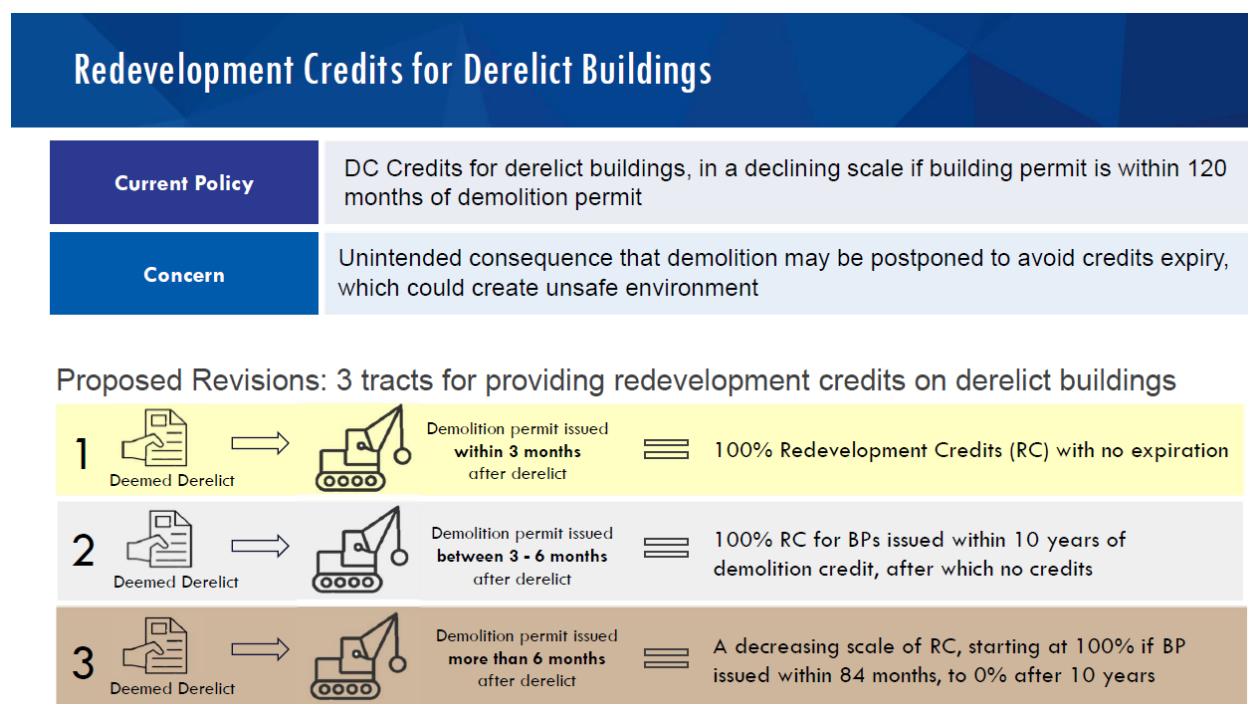 Redevelopment Credits for Derelict Buildings
Current Policy
DC Credits for derelict buildings, in a declining scale if building permit is within 120
months of demolition permit
Concern
Unintended consequence that demolition may be postponed to avoid credits expiry,
which could create unsafe environment
Proposed Revisions: 3 tracts for providing redevelopment credits on derelict buildings
1
Deemed Derelict
Demolition permit issued
within 3 months
after derelict
100% Redevelopment Credits (RC) with no expiration
2
Deemed Derelict
Demolition permit issued
between 3 - 6 months
after derelict
100% RC for BPs issued within 10 years of
demolition credit, after which no credits
3
Deemed Derelict
Demolition permit issued
more than 6 months
after derelict
A decreasing scale of RC, starting at 100% if BP
issued within 84 months, to 0% after 10 years